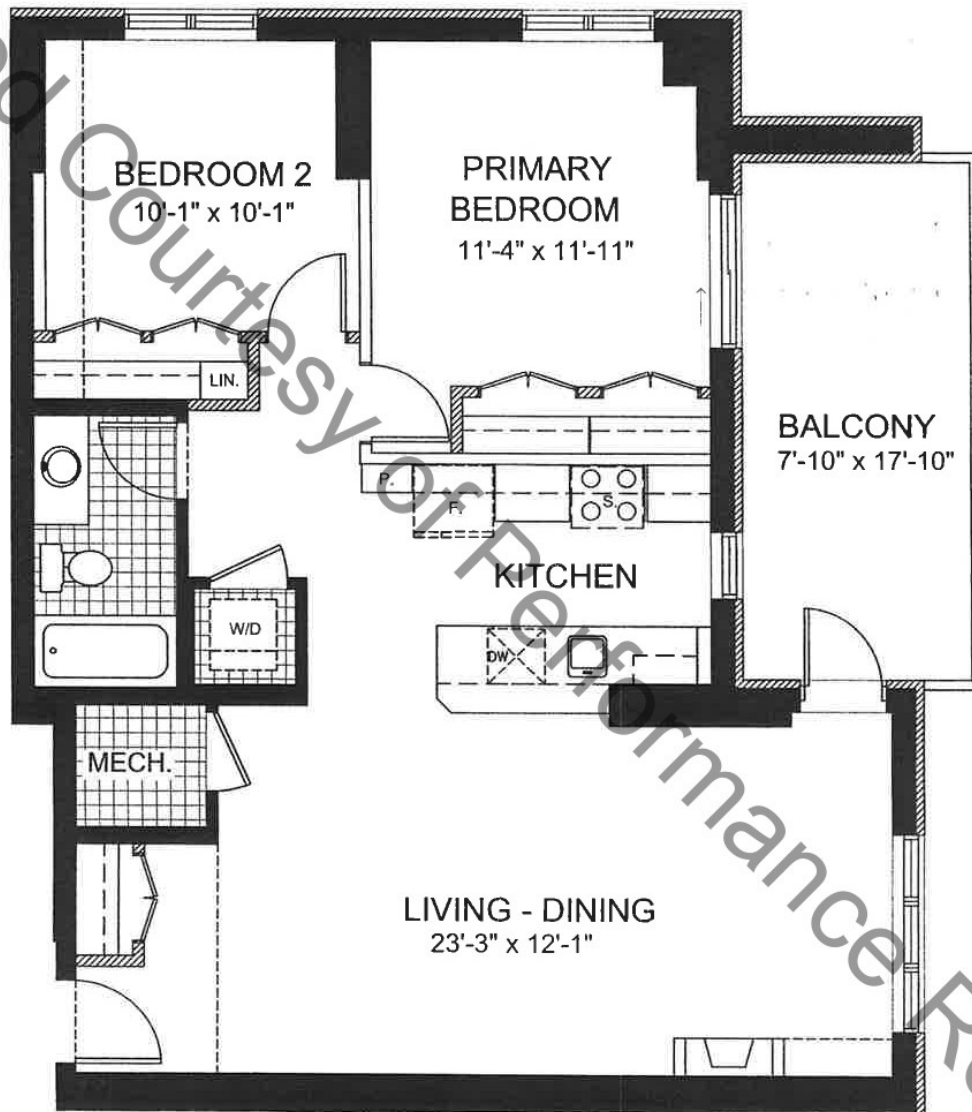 BEDROOM 2
10'-1" x 10'-1"
PRIMARY
BEDROOM
11'-4" x 11'-11"
LIN.
BALCONY
7'-10" x 17'-10"
P.
F.
S.
KITCHEN
W/D
DW
MECH.
LIVING - DINING
23'-3" x 12'-1"
Courtesy of Performance